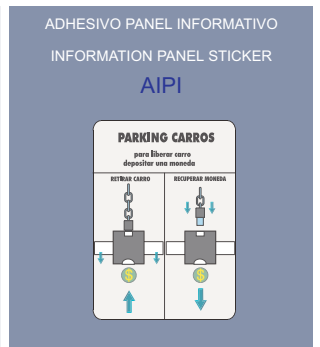 ADHESIVO PANEL INFORMATIVO
INFORMATION PANEL STICKER
AIPI
PARKING CARROS
para liberar carro
depositar una moneda
RETIRAR CARRO
RECUPERAR MONEDA
$
$